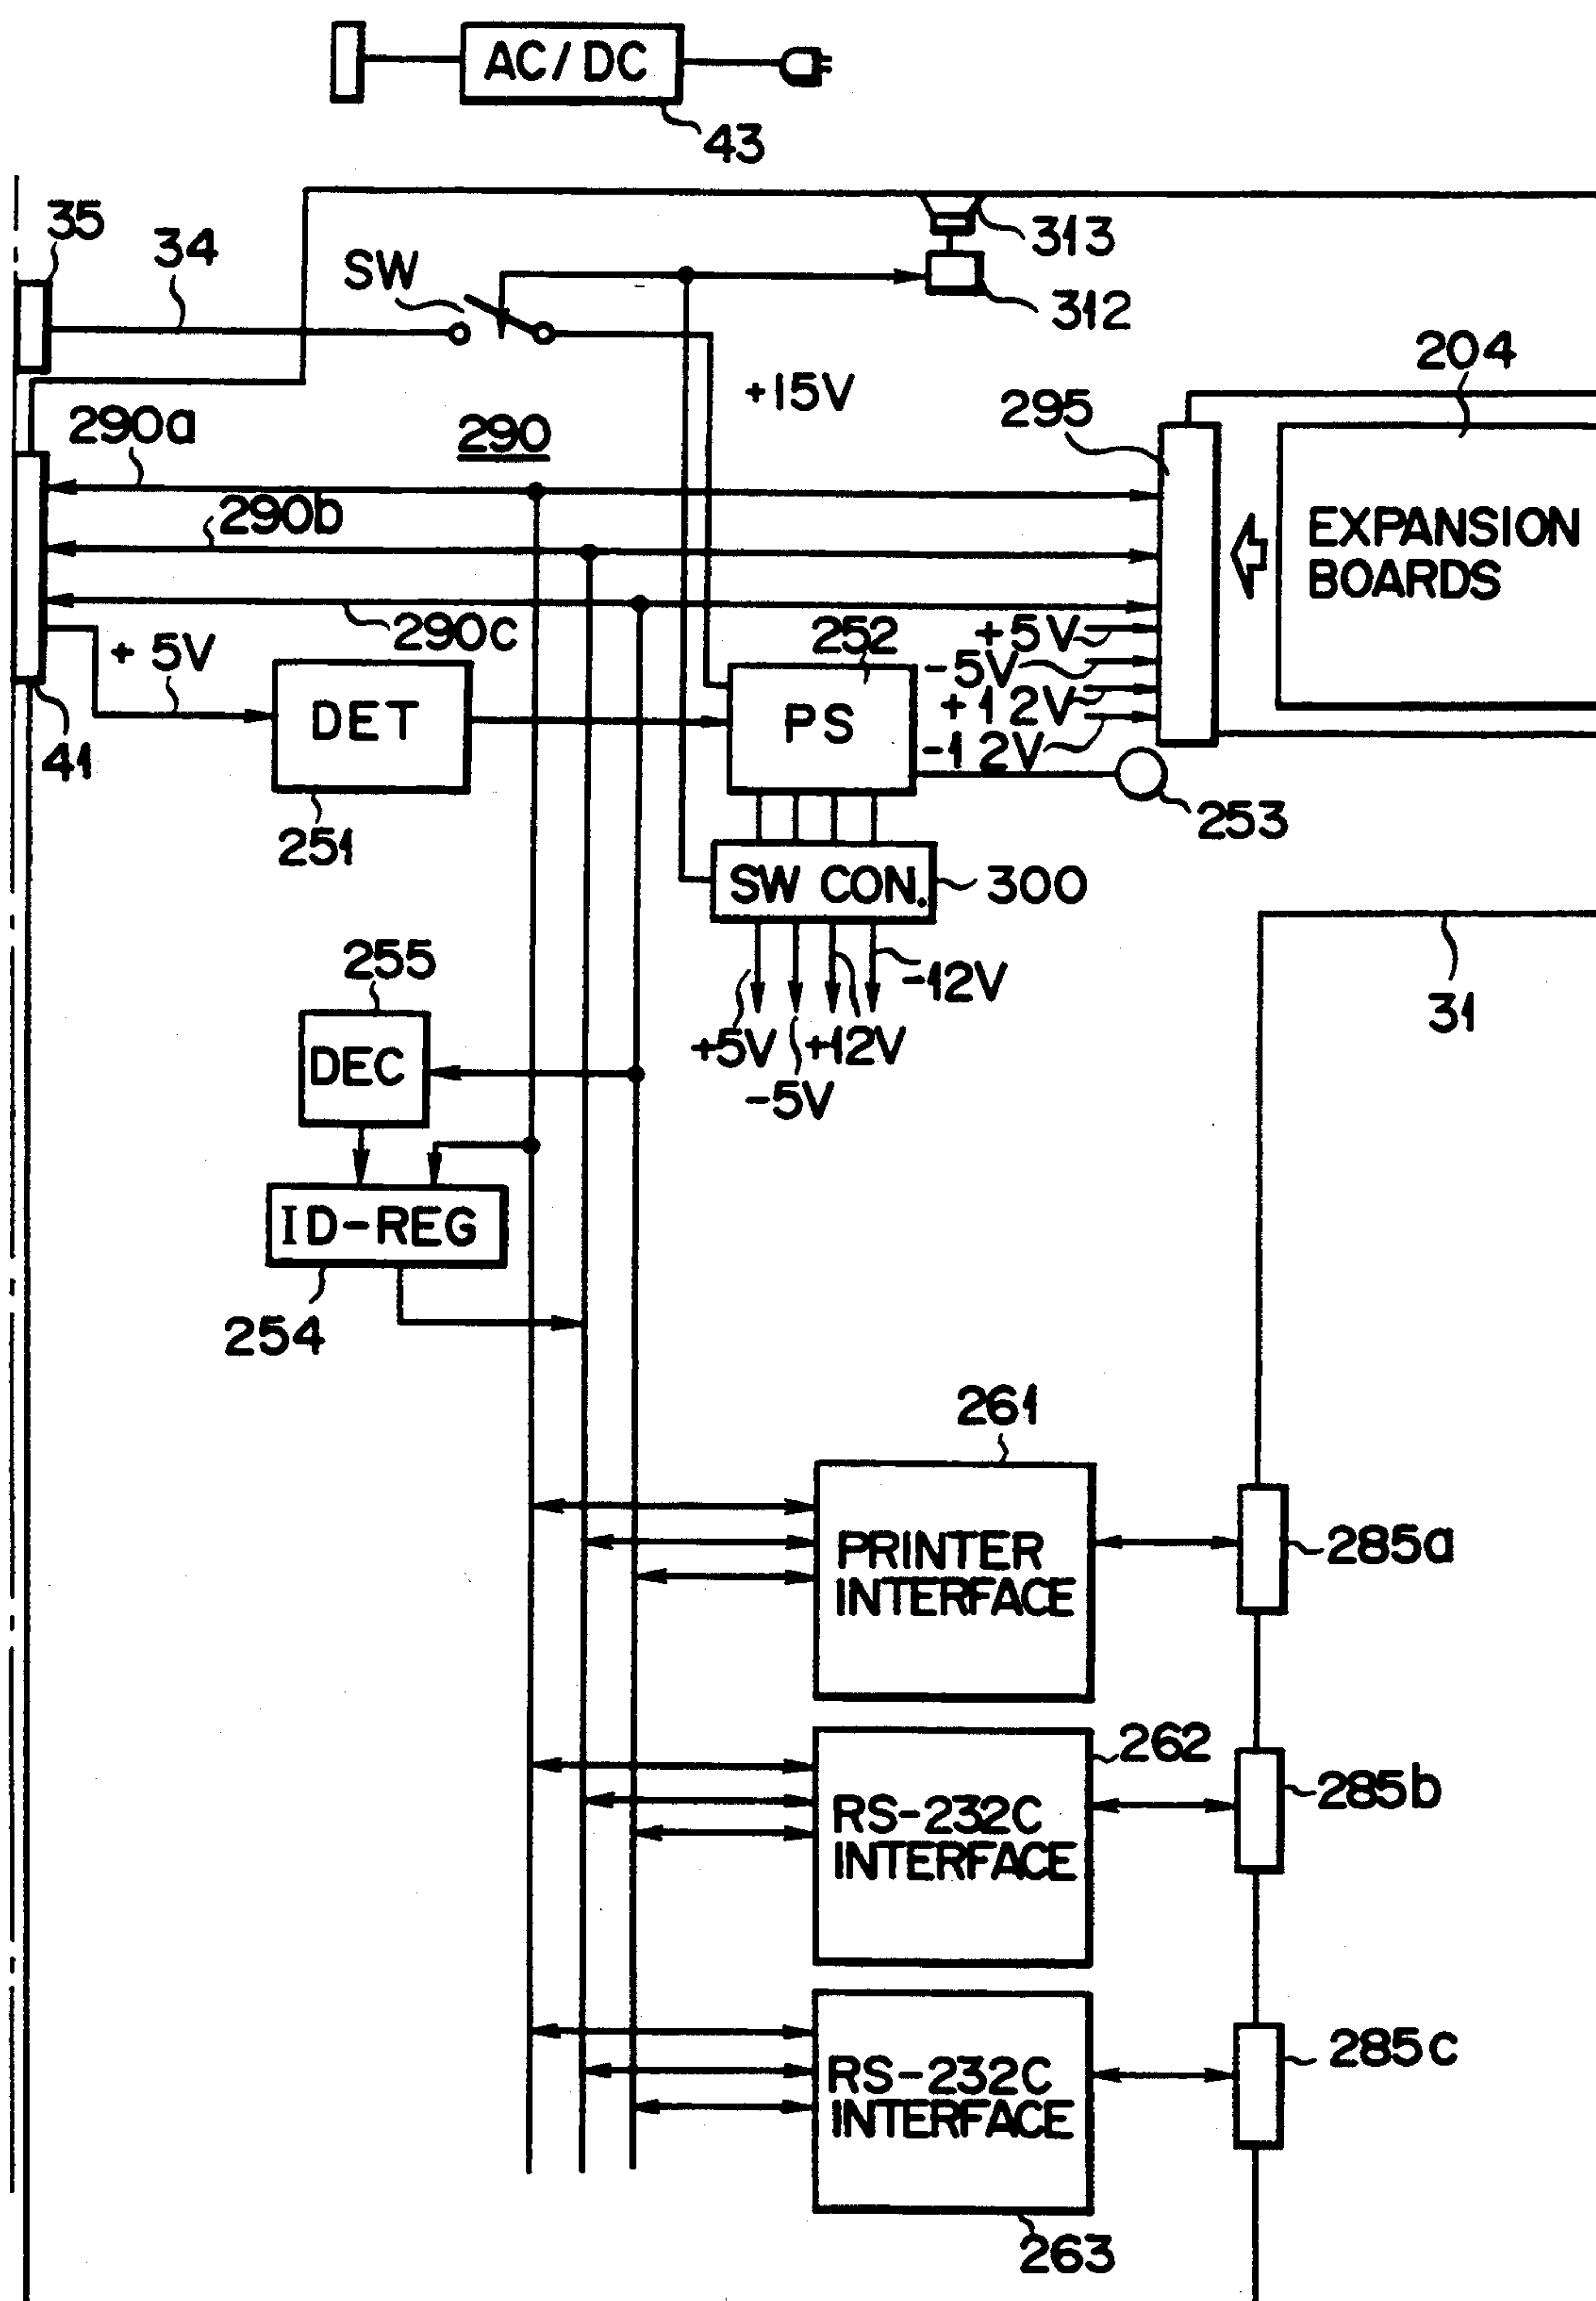 AC/DC
43
35
34
SW
313
312
+15V
204
295
290a
290
290b
EXPANSION
BOARDS
290c
252
+5V
-5V
+12V
-12V
+ 5V
DET
PS
41
251
253
SW CON.
300
255
-12V
31
+5V
+12V
-5V
DEC
ID-REG
254
261
PRINTER
INTERFACE
285a
262
RS-232C
INTERFACE
285b
RS-232C
INTERFACE
285c
263